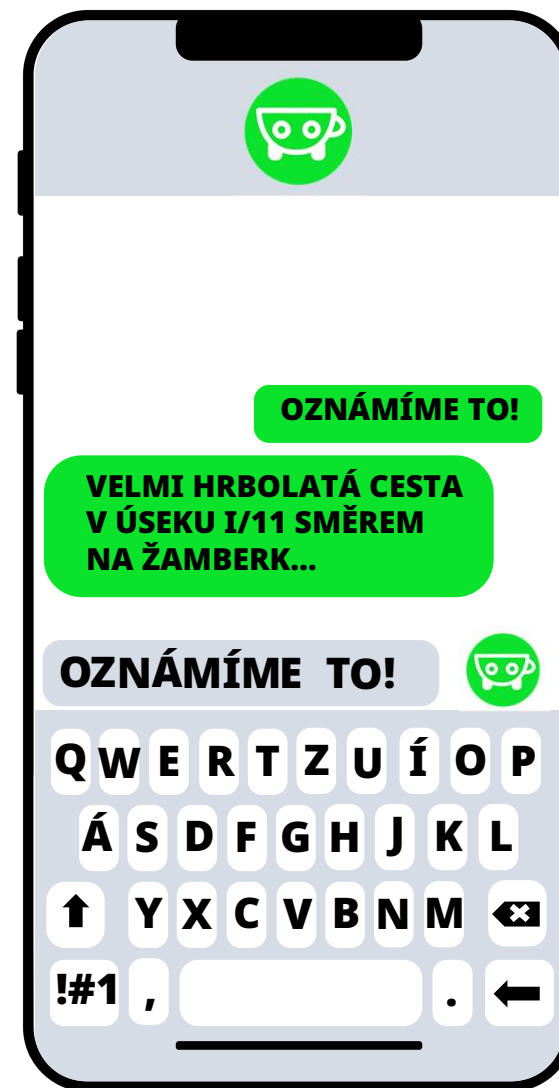 OZNÁMÍME TO!
VELMI HRBOLATÁ CESTA
V ÚSEKU I/11 SMĚREM
NA ŽAMBERK...
OZNÁMÍME TO!
Q W E R T Z U Í O P
Á S D F G H J K L
Y X C V B N M
!#1 , .